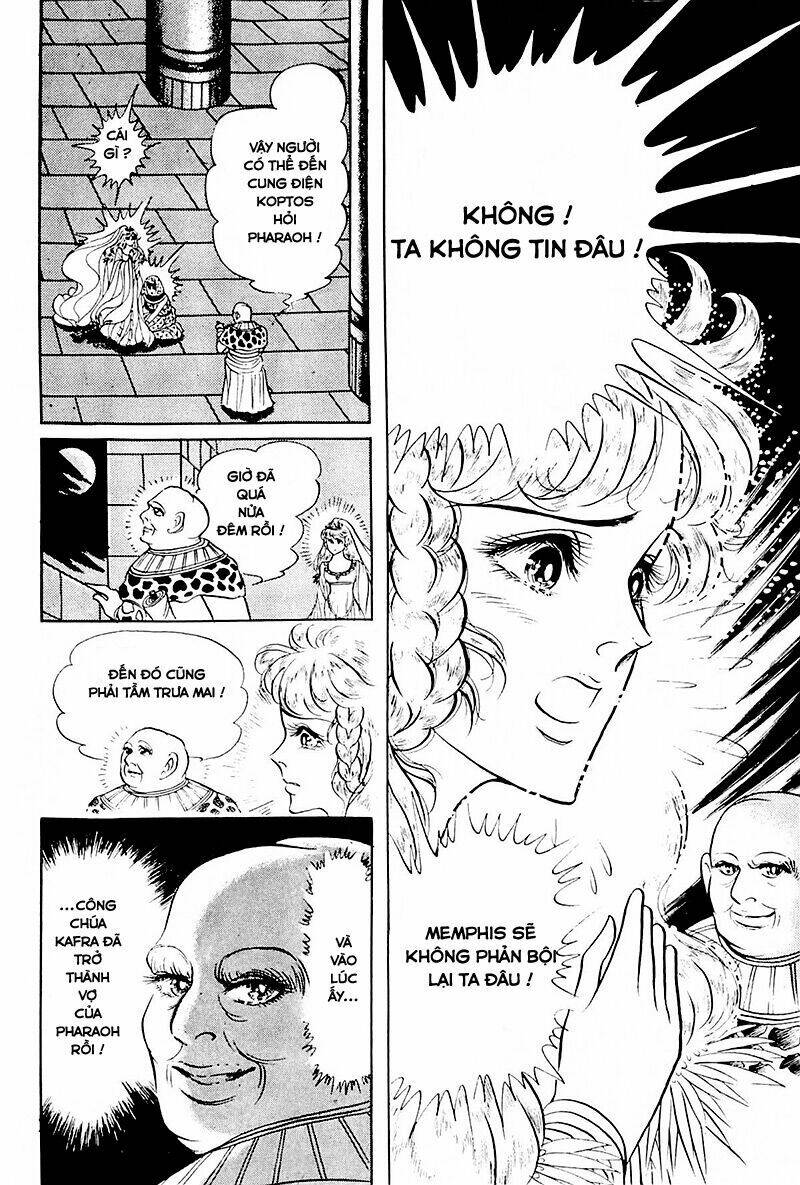 KHÔNG !
TA KHÔNG TIN ĐÂU !
MEMPHIS SẼ
KHÔNG PHẢN BỘI
LẠI TA ĐÂU !
VẬY NGƯỜI
CÓ THỂ ĐẾN
CUNG ĐIỆN
KOPTOS
HỎI
PHARAOH !
CÁI
GÌ ?
GIỜ ĐÃ
QUÁ
NỬA
ĐÊM RỒI !
ĐẾN ĐÓ CŨNG
PHẢI TẦM TRƯA MAI !
VÀ
VÀO
LÚC
ẤY...
...CÔNG
CHÚA
KAFRA ĐÃ
TRỞ
THÀNH
VỢ
CỦA
PHARAOH
RỒI !